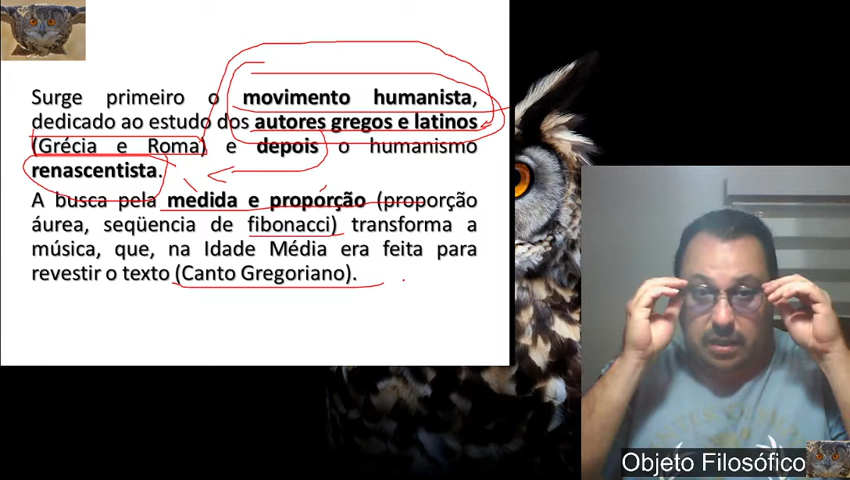 Surge primeiro o movimento humanista,
dedicado ao estudo dos autores gregos e latinos
(Grécia e Roma) e depois o humanismo
renascentista.
A busca pela medida e proporção (proporção
áurea, seqüencia de fibonacci) transforma a
música, que, na Idade Média era feita para
revestir o texto (Canto Gregoriano).
Objeto Filosófico